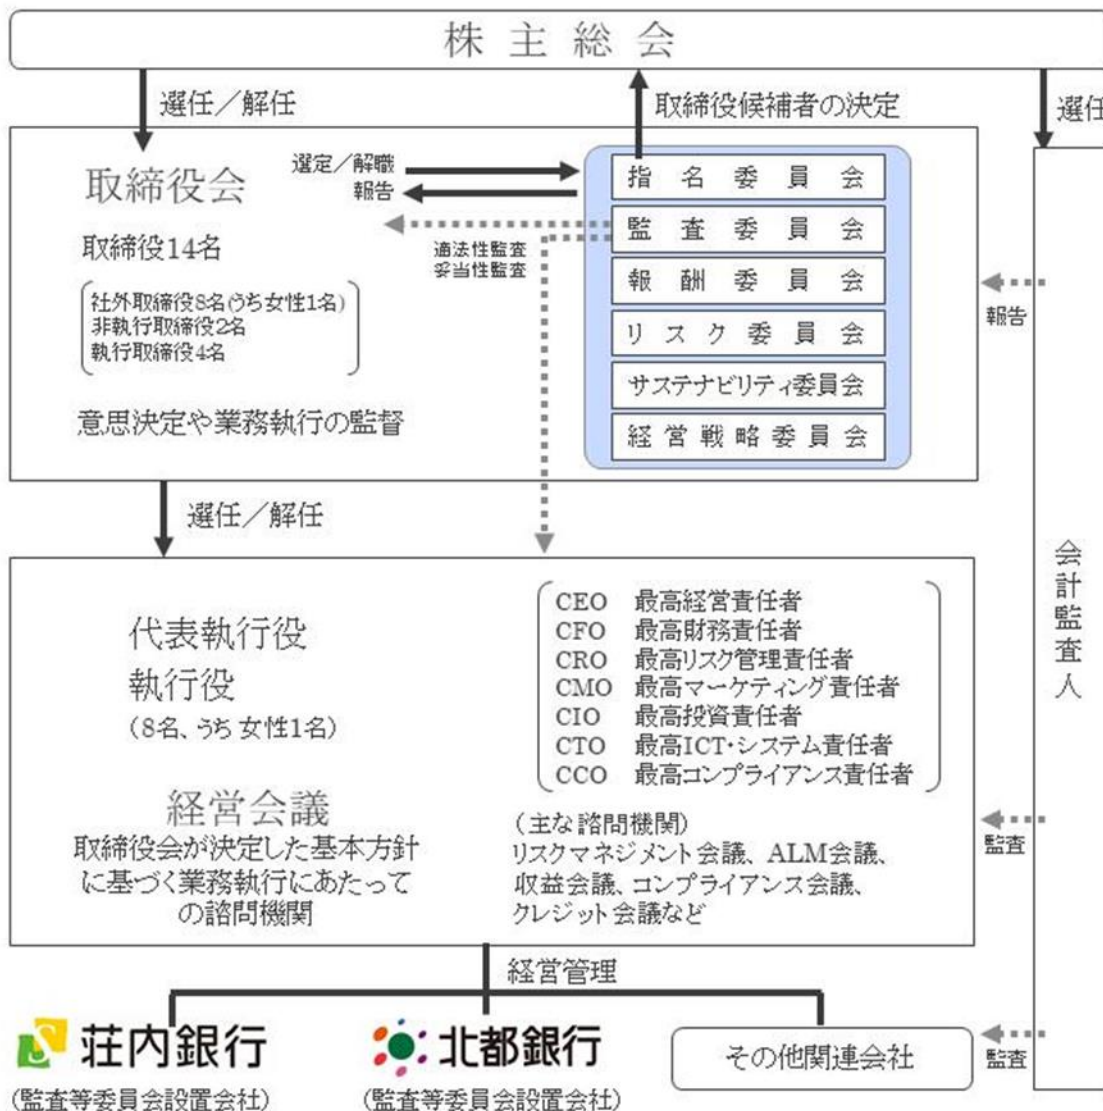 株主総会
選任／解任
取締役候補者の決定
選任
取締役会
取締役14名
社外取締役8名(うち女性1名)
非執行取締役2名
執行取締役4名
意思決定や業務執行の監督
選定／解職
報告
適法性監査
妥当性監査
指名委員会
監査委員会
報酬委員会
リスク委員会
サステナビリティ委員会
経営戦略委員会
報告
選任／解任
会計監査人
代表執行役
執行役
(8名、うち女性1名)
CEO 最高経営責任者
CFO 最高財務責任者
CRO 最高リスク管理責任者
CMO 最高マーケティング責任者
CIO 最高投資責任者
CTO 最高ICT・システム責任者
CCO 最高コンプライアンス責任者
経営会議
取締役会が決定した基本方針
に基づく業務執行にあたって
の諮問機関
(主な諮問機関)
リスクマネジメント会議、ALM会議、
収益会議、コンプライアンス会議、
クレジット会議など
監査
経営管理
荘内銀行
(監査等委員会設置会社)
北都銀行
(監査等委員会設置会社)
その他関連会社
監査